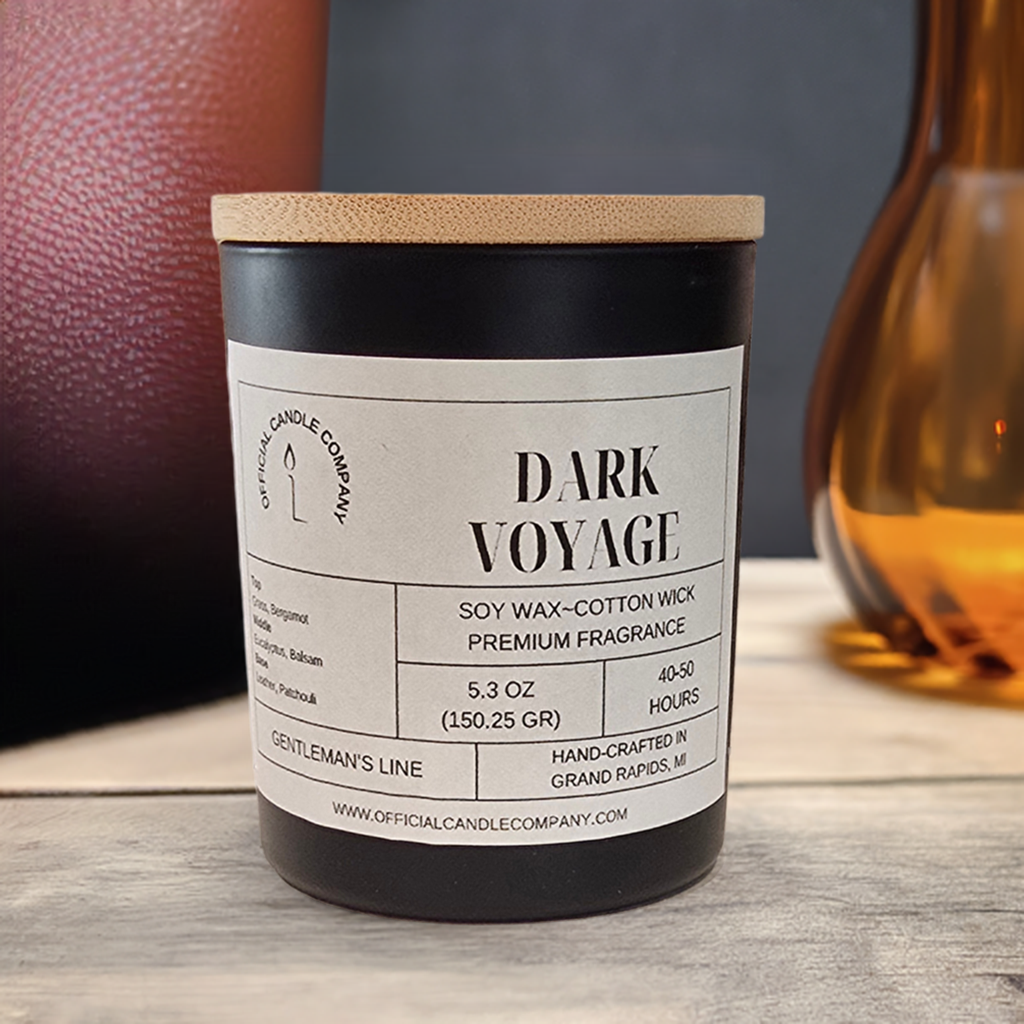 OFFICIAL CANDLE COMPANY
DARK
VOYAGE
Top
Grass, Bergamot
Middle
Eucalyptus, Balsam
Base
Leather, Patchouli
SOY WAX~COTTON WICK
PREMIUM FRAGRANCE
5.3 OZ
(150.25 GR)
40-50
HOURS
GENTLEMAN'S LINE
HAND-CRAFTED IN
GRAND RAPIDS, MI
WWW.OFFICIALCANDLECOMPANY.COM